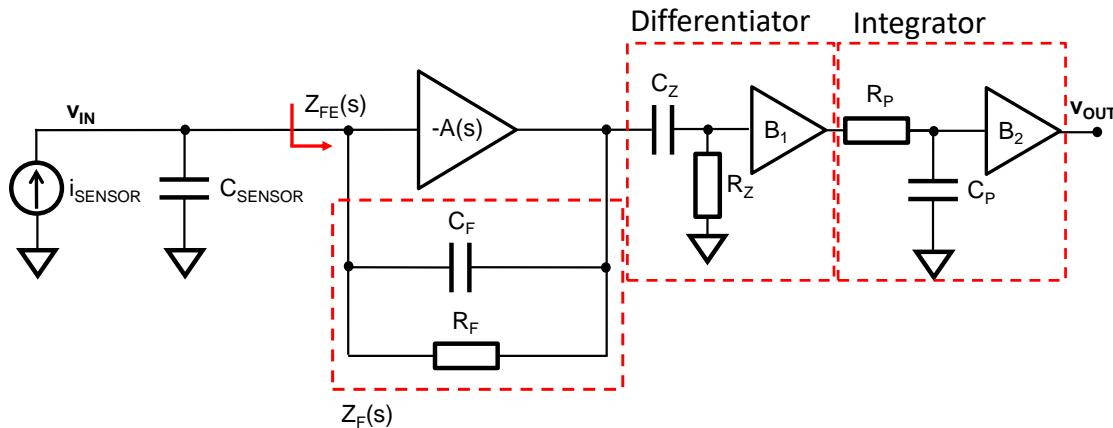 Differentiator
Integrator
v_IN
Z_FE(s)
-A(s)
C_Z
B_1
R_P
B_2
v_OUT
i_SENSOR
C_SENSOR
R_Z
C_P
C_F
R_F
Z_F(s)